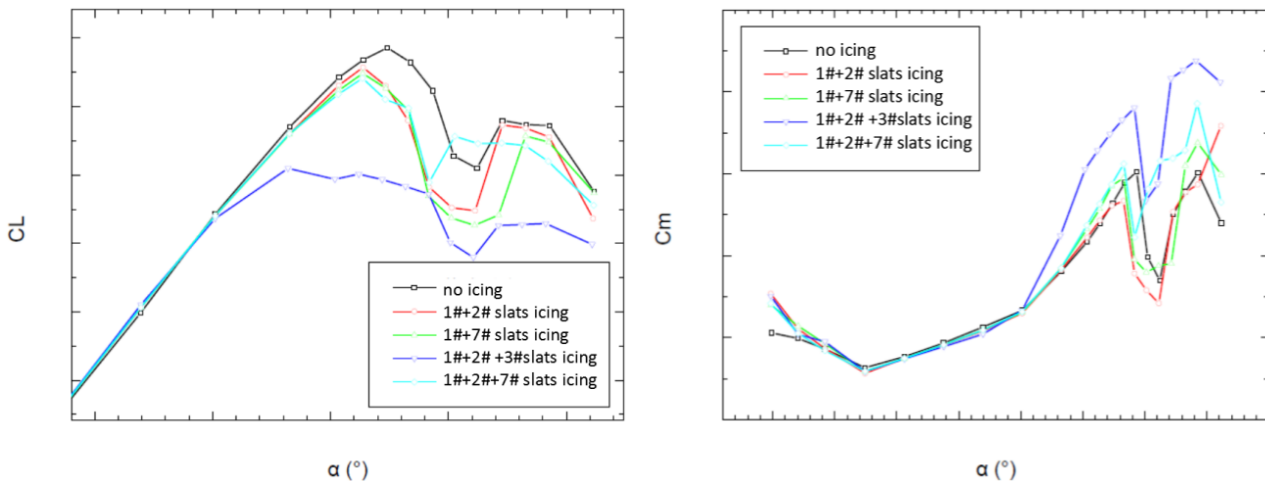 CL
no icing
1#+2# slats icing
1#+7# slats icing
1#+2# +3#slats icing
1#+2#+7# slats icing
α (°)
Cm
no icing
1#+2# slats icing
1#+7# slats icing
1#+2# +3#slats icing
1#+2#+7# slats icing
α (°)